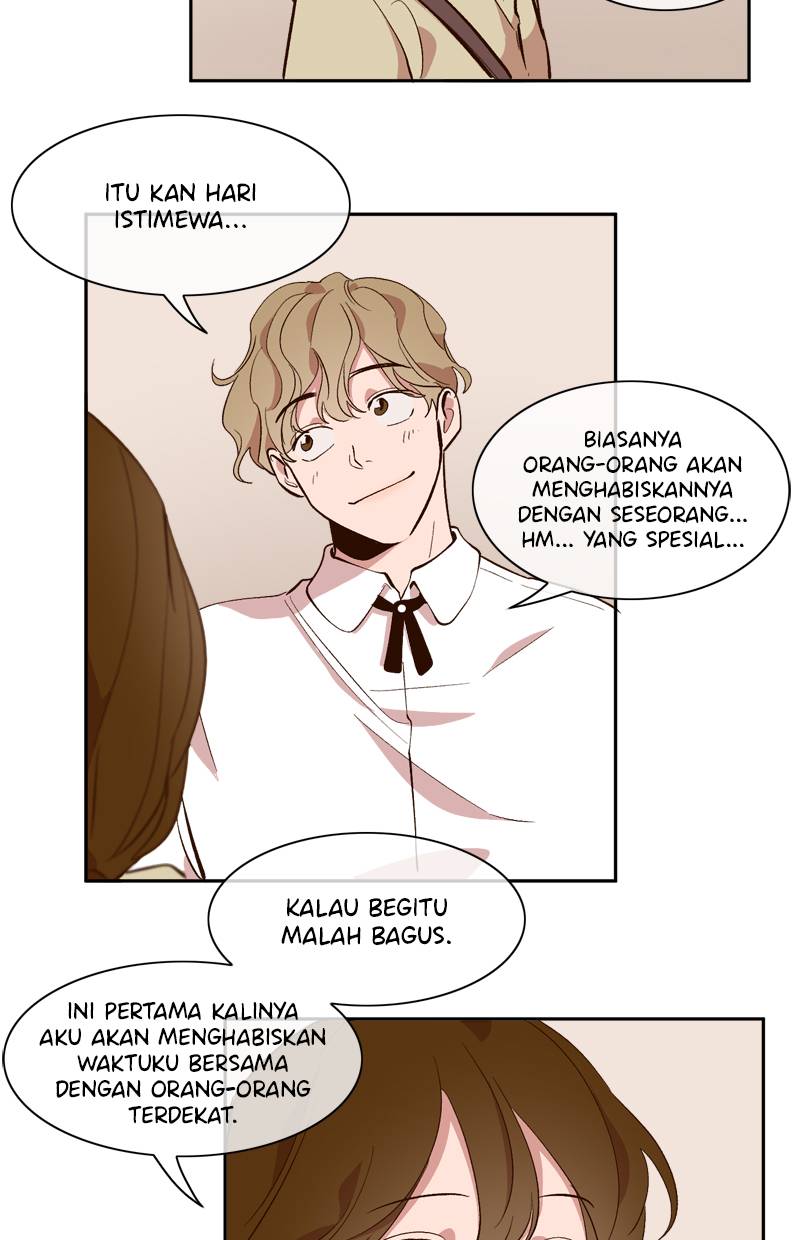 ITU KAN HARI
ISTIMEWA...
BIASANYA
ORANG-ORANG AKAN
MENGHABISKANNYA
DENGAN SESEORANG...
HM... YANG SPESIAL...
KALAU BEGITU
MALAH BAGUS.
INI PERTAMA KALINYA
AKU AKAN MENGHABISKAN
WAKTUKU BERSAMA
DENGAN ORANG-ORANG
TERDEKAT.